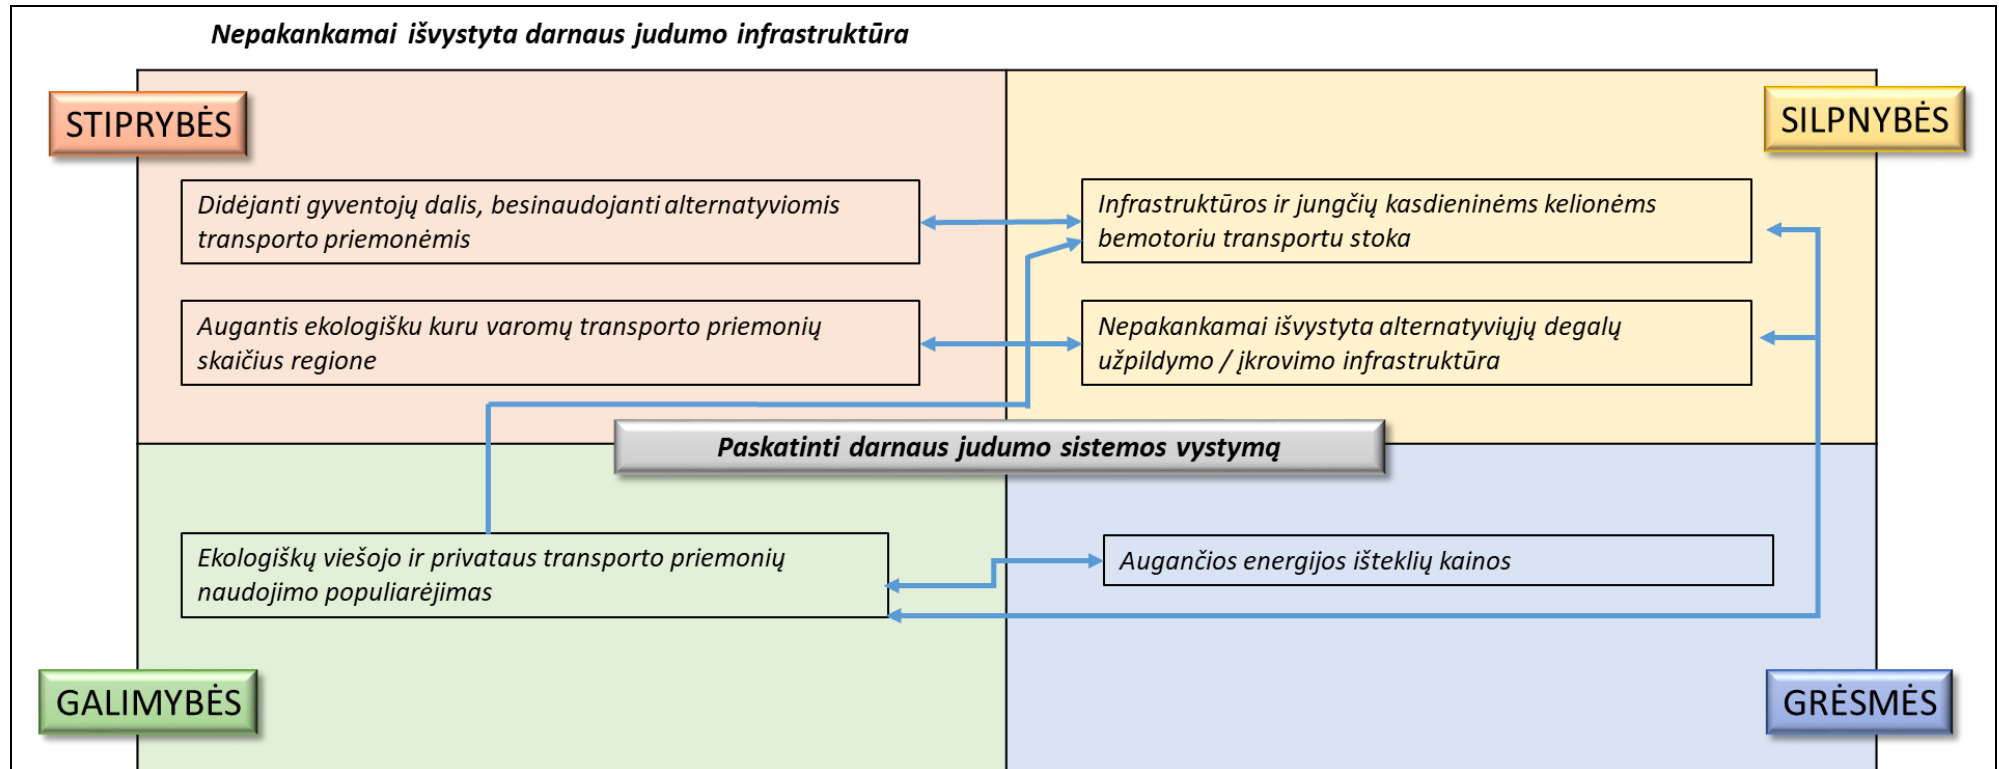 Nepakankamai išvystyta darnaus judumo infrastruktūra
STIPRYBĖS
SILPNYBĖS
Didėjanti gyventojų dalis, besinaudojanti alternatyviomis
transporto priemonėmis
Infrastruktūros ir jungčių kasdieninėms kelionėms
bemotoriu transportu stoka
Augantis ekologišku kuru varomų transporto priemonių
skaičius regione
Nepakankamai išvystyta alternatyviųjų degalų
užpildymo / įkrovimo infrastruktūra
Paskatinti darnaus judumo sistemos vystymą
Ekologiškų viešojo ir privataus transporto priemonių
naudojimo populiarėjimas
Augančios energijos išteklių kainos
GALIMYBĖS
GRĖSMĖS